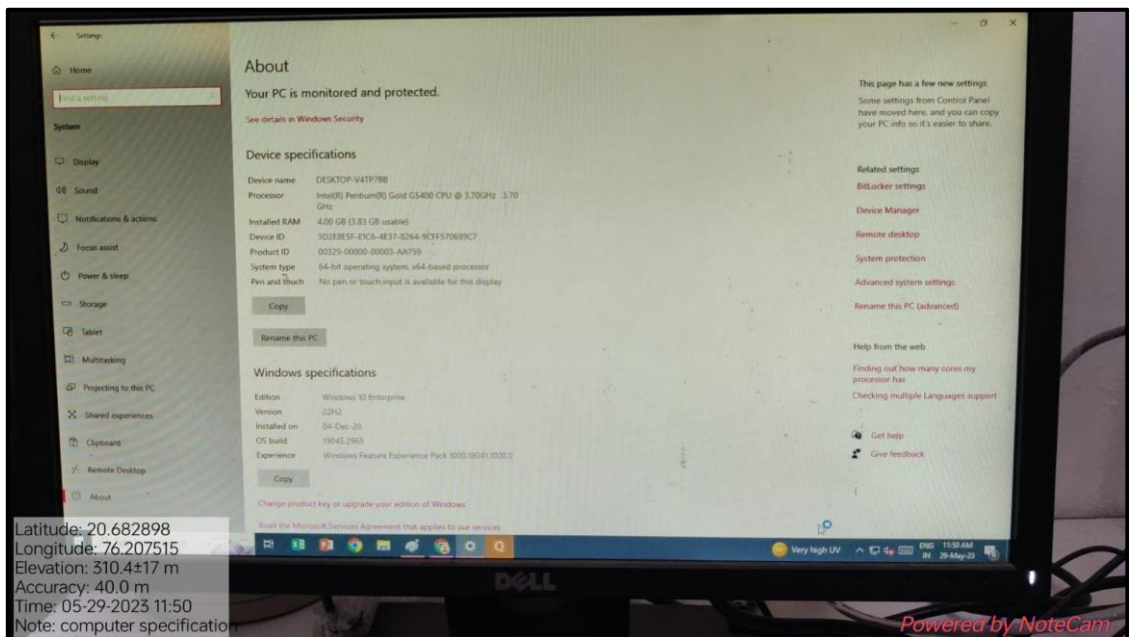 Settings
Home
Find a setting
System
Display
Sound
Notifications & actions
Focus assist
Power & sleep
Storage
Tablet
Multitasking
Projecting to this PC
Shared experiences
Clipboard
Remote Desktop
About
About
Your PC is monitored and protected.
See details in Windows Security
Device specifications
Device name DESKTOP-V4TP7BB
Processor Intel(R) Pentium(R) Gold G5400 CPU @ 3.70GHz 3.70
GHz
Installed RAM 4.00 GB (3.83 GB usable)
Device ID
Product ID 00329-00000-00003-AA759
System type 64-bit operating system, x64-based processor
Pen and touch No pen or touch input is available for this display
Copy
Rename this PC
Windows specifications
Edition Windows 10 Enterprise
Version 22H2
Installed on 04-Dec-20
OS build 19045.2965
Experience Windows Feature Experience Pack 1000.19041.1000.0
Copy
Change product key or upgrade your edition of Windows
Read the Microsoft Services Agreement that applies to our services
This page has a few new settings
Some settings from Control Panel
have moved here, and you can copy
your PC info so it's easier to share.
Related settings
BitLocker settings
Device Manager
Remote desktop
System protection
Advanced system settings
Rename this PC (advanced)
Help from the web
Finding out how many cores my
processor has
Checking multiple Languages support
Get help
Give feedback
Very high UV
ENG
IN
11:50 AM
29-May-23
DELL
Latitude: 20.682898
Longitude: 76.207515
Elevation: 310.4±17 m
Accuracy: 40.0 m
Time: 05-29-2023 11:50
Note: computer specification
Powered by NoteCam